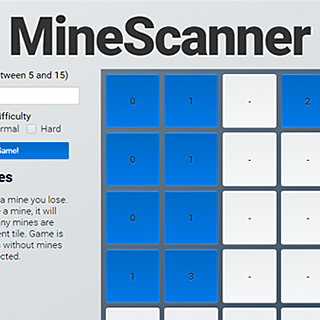 MineScanner
tween 5 and 15)
fficulty
rmal Hard
Game!
es
a mine you lose.
a mine, it will
ny mines are
nt tile. Game is
without mines
cted.
0 1 - 2
0 1 - -
0 1 - -
1 3 - -